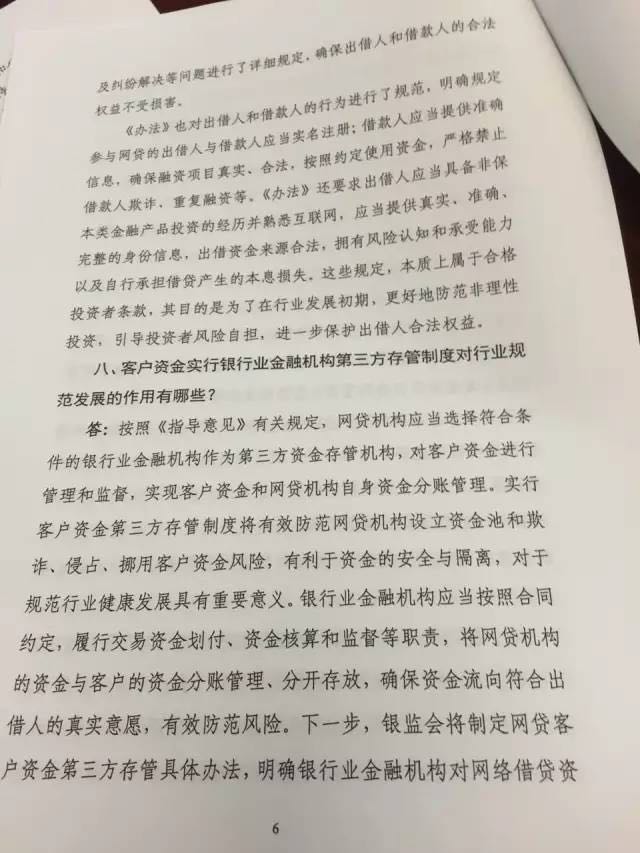 及纠纷解决等问题进行了详细规定,确保出借人和借款人的合法
权益不受损害。
《办法》也对出借人和借款人的行为进行了规范,明确规定
参与网贷的出借人与借款人应当实名注册;借款人应当提供准确
信息,确保融资项目真实、合法,按照约定使用资金,严格禁止
借款人欺诈、重复融资等。《办法》还要求出借人应当具备非保
本类金融产品投资的经历并熟悉互联网,应当提供真实、准确、
完整的身份信息,出借资金来源合法,拥有风险认知和承受能力
以及自行承担借贷产生的本息损失。这些规定,本质上属于合格
投资者条款,其目的是为了在行业发展初期,更好地防范非理性
投资,引导投资者风险自担,进一步保护出借人合法权益。
八、客户资金实行银行业金融机构第三方存管制度对行业规
范发展的作用有哪些?
答:按照《指导意见》有关规定,网贷机构应当选择符合条
件的银行业金融机构作为第三方资金存管机构,对客户资金进行
管理和监督,实现客户资金和网贷机构自身资金分账管理。实行
客户资金第三方存管制度将有效防范网贷机构设立资金池和欺
诈、侵占、挪用客户资金风险,有利于资金的安全与隔离,对于
规范行业健康发展具有重要意义。银行业金融机构应当按照合同
约定,履行交易资金划付、资金核算和监督等职责,将网贷机构
的资金与客户的资金分账管理、分开存放,确保资金流向符合出
借人的真实意愿,有效防范风险。下一步,银监会将制定网贷客
户资金第三方存管具体办法,明确银行业金融机构对网络借贷资
6